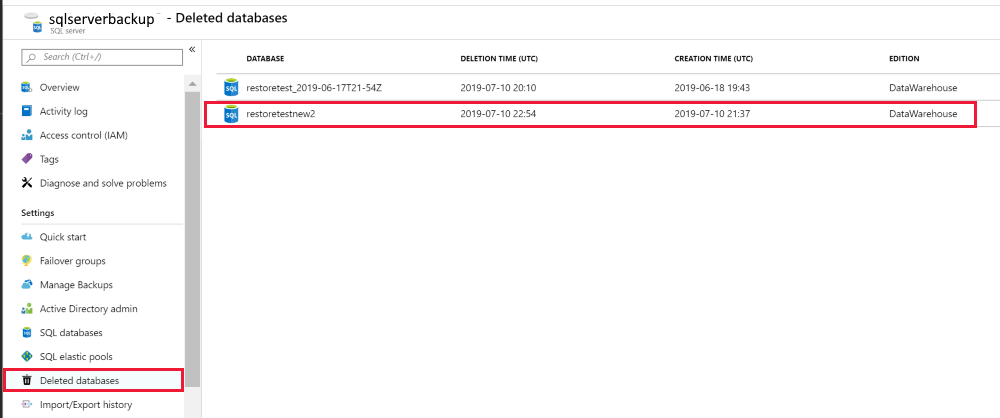 sqlserverbackup - Deleted databases
SQL server
Search (Ctrl+/)
«
Overview
Activity log
Access control (IAM)
Tags
Diagnose and solve problems
Settings
Quick start
Failover groups
Manage Backups
Active Directory admin
SQL databases
SQL elastic pools
Deleted databases
Import/Export history
DATABASE DELETION TIME (UTC) CREATION TIME (UTC) EDITION
SQL restoretest_2019-06-17T21-54Z 2019-07-10 20:10 2019-06-18 19:43 DataWarehouse
SQL restoretestnew2 2019-07-10 22:54 2019-07-10 21:37 DataWarehouse